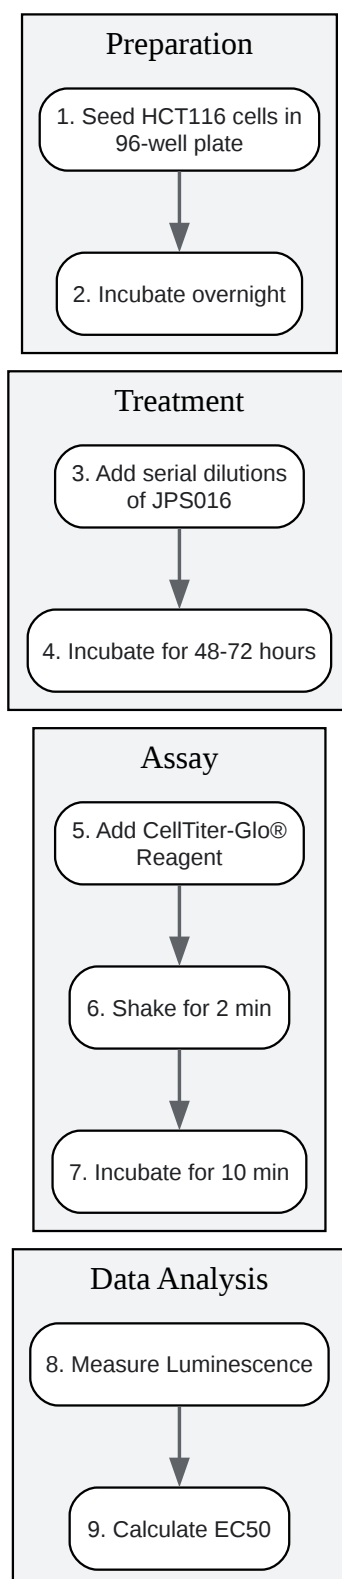 Preparation
1. Seed HCT116 cells in
96-well plate
2. Incubate overnight
Treatment
3. Add serial dilutions
of JPS016
4. Incubate for 48-72 hours
Assay
5. Add CellTiter-Glo®
Reagent
6. Shake for 2 min
7. Incubate for 10 min
Data Analysis
8. Measure Luminescence
9. Calculate EC50